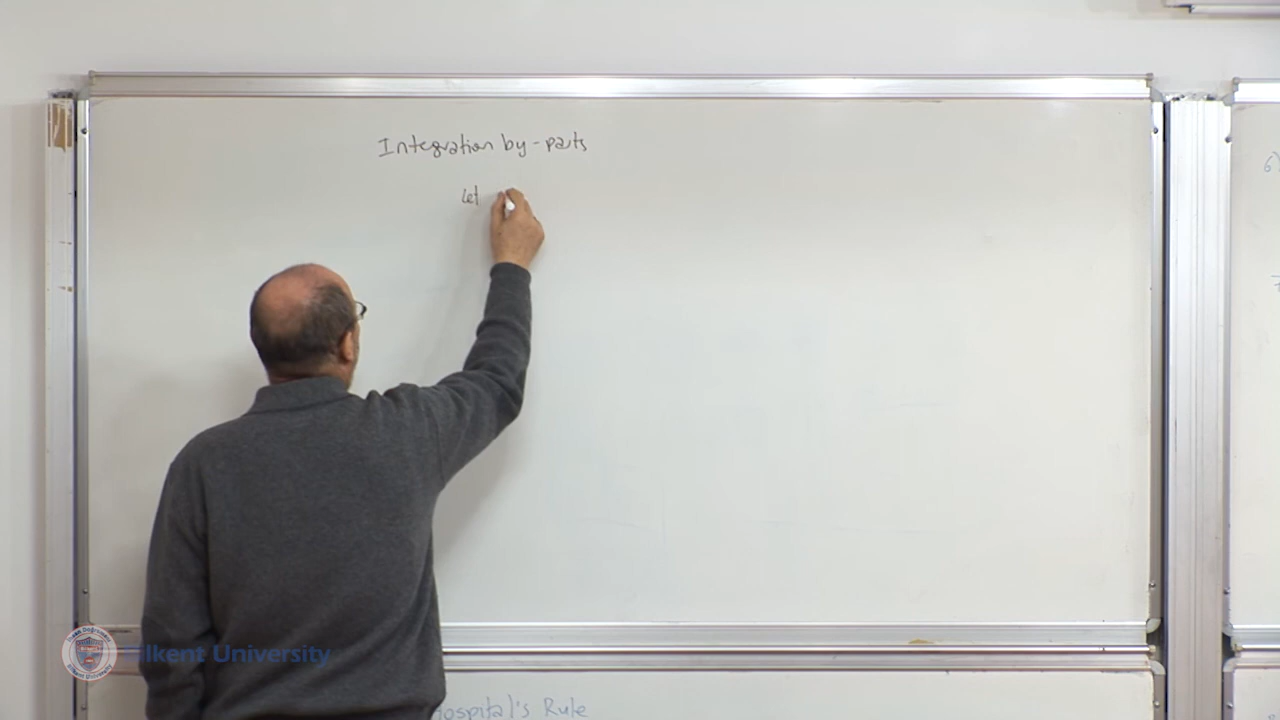 Integration by-parts
Let
Hospital's Rule
Bilkent University